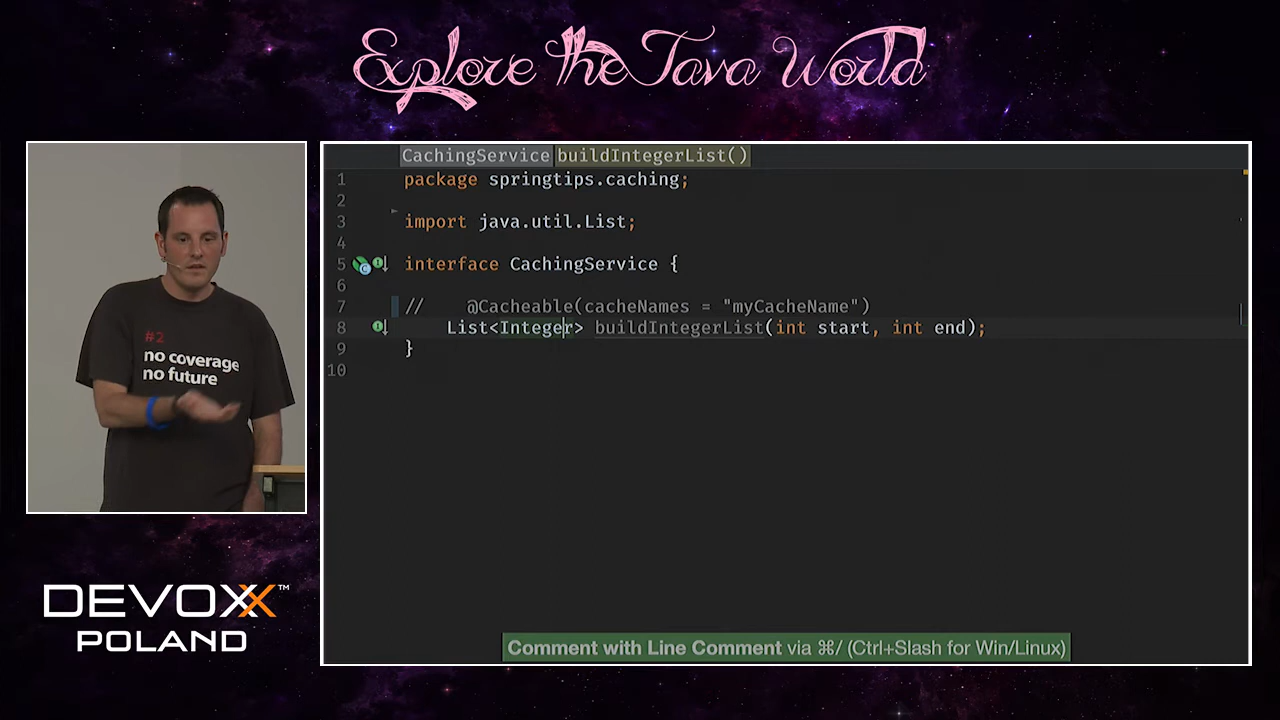 Explore the Java World
CachingService buildIntegerList()
1 package springtips.caching;
2
3 import java.util.List;
4
5 interface CachingService {
6
7 // @Cacheable(cacheNames = "myCacheName")
8 List<Integer> buildIntegerList(int start, int end);
9 }
10
#2
no coverage
no future
DEVOXX™
POLAND
Comment with Line Comment via ⌘/ (Ctrl+Slash for Win/Linux)